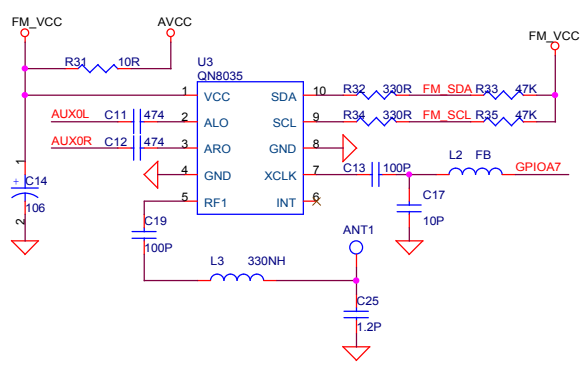 FM_VCC
AVCC
FM_VCC
R31 10R
U3
QN8035
1 VCC SDA 10 R32 330R FM_SDA R33 47K
AUX0L C11 474 2 ALO SCL 9 R34 330R FM_SCL R35 47K
AUX0R C12 474 3 ARO GND 8
4 GND XCLK 7 C13 100P L2 FB GPIOA7
5 RF1 INT 6
1
+ C14
106
2
C17
10P
C19
100P
ANT1
L3 330NH
C25
1.2P